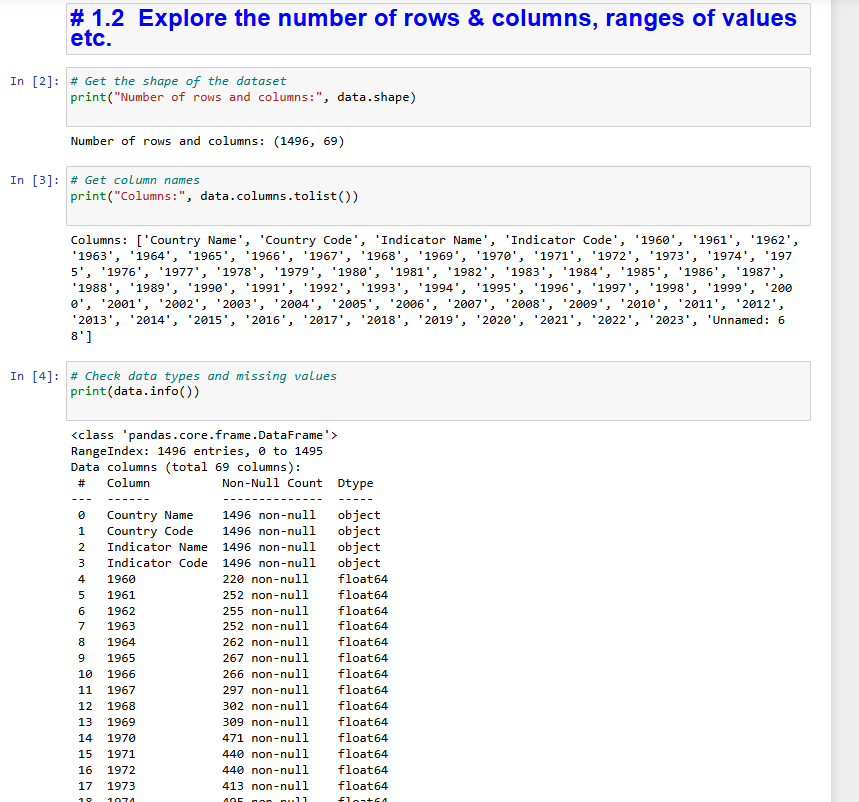 # 1.2  Explore the number of rows & columns, ranges of values
etc.
In [2]: # Get the shape of the dataset
print("Number of rows and columns:", data.shape)
Number of rows and columns: (1496, 69)
In [3]: # Get column names
print("Columns:", data.columns.tolist())
Columns: ['Country Name', 'Country Code', 'Indicator Name', 'Indicator Code', '1960', '1961', '1962',
'1963', '1964', '1965', '1966', '1967', '1968', '1969', '1970', '1971', '1972', '1973', '1974', '197
5', '1976', '1977', '1978', '1979', '1980', '1981', '1982', '1983', '1984', '1985', '1986', '1987',
'1988', '1989', '1990', '1991', '1992', '1993', '1994', '1995', '1996', '1997', '1998', '1999', '200
0', '2001', '2002', '2003', '2004', '2005', '2006', '2007', '2008', '2009', '2010', '2011', '2012',
'2013', '2014', '2015', '2016', '2017', '2018', '2019', '2020', '2021', '2022', '2023', 'Unnamed: 6
8']
In [4]: # Check data types and missing values
print(data.info())
<class 'pandas.core.frame.DataFrame'>
RangeIndex: 1496 entries, 0 to 1495
Data columns (total 69 columns):
#   Column          Non-Null Count  Dtype
---  ------          --------------  -----
0   Country Name    1496 non-null   object
1   Country Code    1496 non-null   object
2   Indicator Name  1496 non-null   object
3   Indicator Code  1496 non-null   object
4   1960            220 non-null    float64
5   1961            252 non-null    float64
6   1962            255 non-null    float64
7   1963            252 non-null    float64
8   1964            262 non-null    float64
9   1965            267 non-null    float64
10  1966            266 non-null    float64
11  1967            297 non-null    float64
12  1968            302 non-null    float64
13  1969            309 non-null    float64
14  1970            471 non-null    float64
15  1971            440 non-null    float64
16  1972            440 non-null    float64
17  1973            413 non-null    float64
18  1974            495 non-null    float64